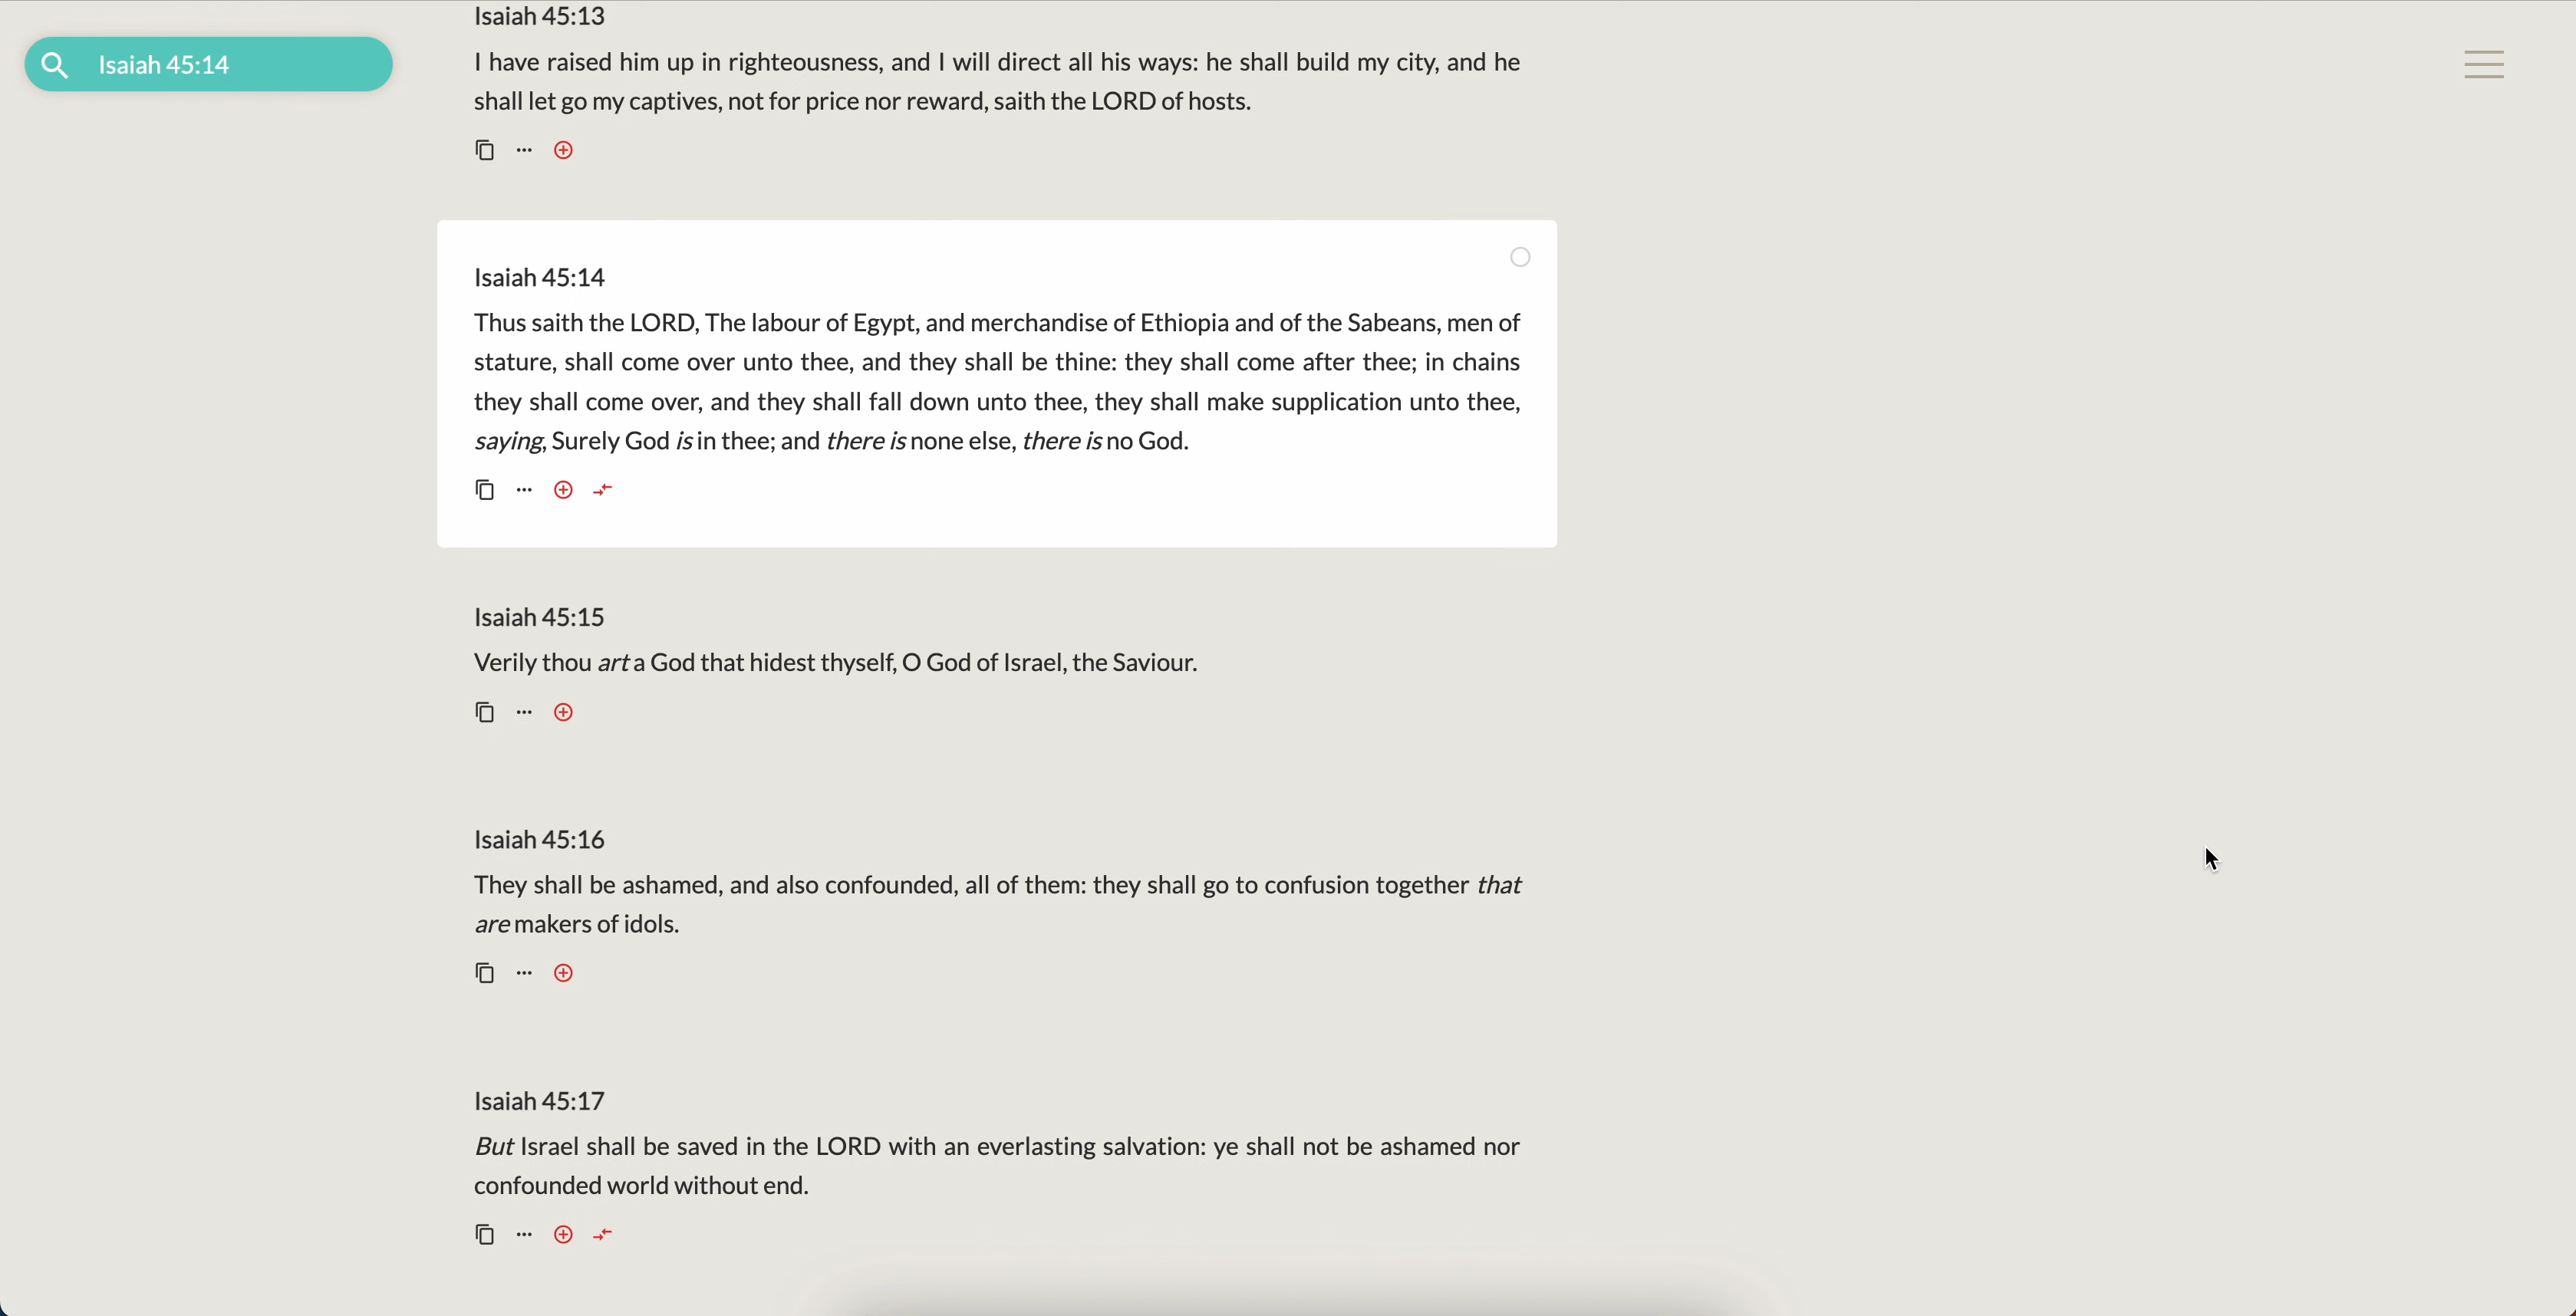 Isaiah 45:14
Isaiah 45:13
I have raised him up in righteousness, and I will direct all his ways: he shall build my city, and he
shall let go my captives, not for price nor reward, saith the LORD of hosts.
Isaiah 45:14
Thus saith the LORD, The labour of Egypt, and merchandise of Ethiopia and of the Sabeans, men of
stature, shall come over unto thee, and they shall be thine: they shall come after thee; in chains
they shall come over, and they shall fall down unto thee, they shall make supplication unto thee,
saying, Surely God is in thee; and there is none else, there is no God.
Isaiah 45:15
Verily thou art a God that hidest thyself, O God of Israel, the Saviour.
Isaiah 45:16
They shall be ashamed, and also confounded, all of them: they shall go to confusion together that
are makers of idols.
Isaiah 45:17
But Israel shall be saved in the LORD with an everlasting salvation: ye shall not be ashamed nor
confounded world without end.